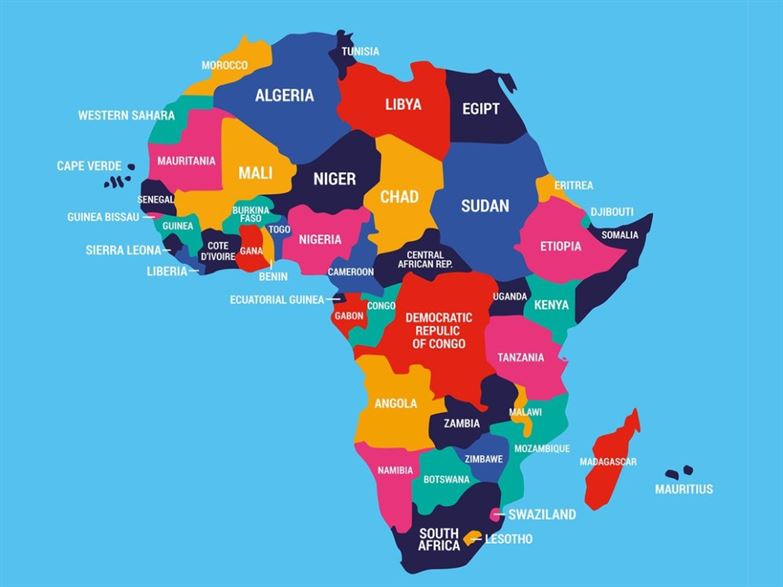 TUNISIA
MOROCCO
ALGERIA
LIBYA
EGIPT
WESTERN SAHARA
MAURITANIA
CAPE VERDE
MALI
NIGER
CHAD
SUDAN
ERITREA
SENEGAL
GUINEA BISSAU
GUINEA
BURKINA
FASO
DJIBOUTI
SIERRA LEONA
COTE
D'IVOIRE
GANA
TOGO
NIGERIA
ETIOPIA
SOMALIA
LIBERIA
BENIN
CAMEROON
CENTRAL
AFRICAN REP.
EQUATORIAL GUINEA
GABON
CONGO
DEMOCRATIC
REPULIC
OF CONGO
UGANDA
KENYA
TANZANIA
ANGOLA
ZAMBIA
MALAWI
MOZAMBIQUE
MADAGASCAR
MAURITIUS
NAMIBIA
BOTSWANA
ZIMBAWE
SWAZILAND
SOUTH
AFRICA
LESOTHO